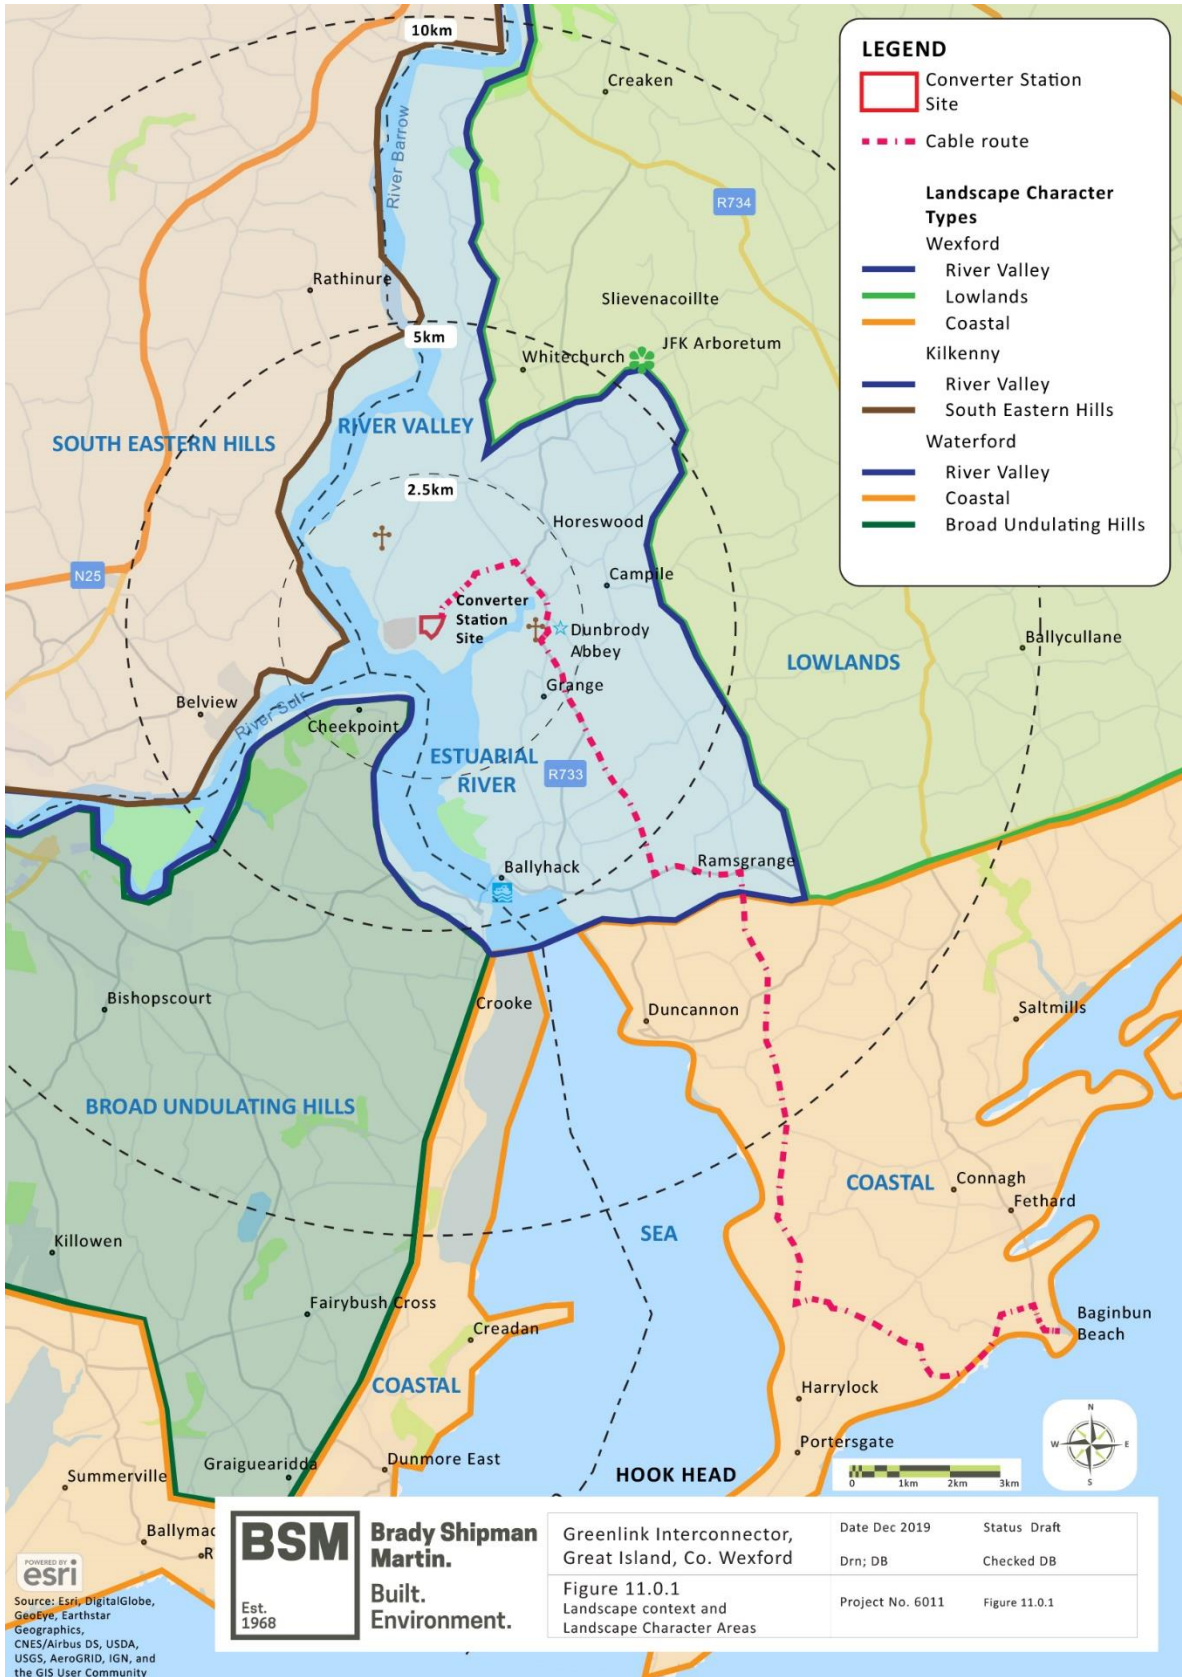 10km
Creaken
River Barrow
R734
Rathinure
Slievenacoillte
5km
JFK Arboretum
Whitechurch
RIVER VALLEY
SOUTH EASTERN HILLS
2.5km
Horeswood
N25
Campile
Converter
Station
Site
Dunbrody
Abbey
Ballycullane
LOWLANDS
Grange
Belview
River Suir
Cheekpoint
ESTUARIAL
RIVER
R733
Ballyhack
Ramsgrange
Bishopscourt
Crooke
Duncannon
Saltmills
BROAD UNDULATING HILLS
COASTAL
Connagh
Fethard
SEA
Killowen
Fairybush Cross
Creadan
Baginbun
Beach
COASTAL
Harrylock
Portersgate
Dunmore East
Graigueáridda
Summerville
HOOK HEAD
Ballymac
R
LEGEND
Converter Station
Site
Cable route
Landscape Character
Types
Wexford
River Valley
Lowlands
Coastal
Kilkenny
River Valley
South Eastern Hills
Waterford
River Valley
Coastal
Broad Undulating Hills
N
W E
S
0 1km 2km 3km
POWERED BY
esri
Source: Esri, DigitalGlobe,
GeoEye, Earthstar
Geographics,
CNES/Airbus DS, USDA,
USGS, AeroGRID, IGN, and
the GIS User Community
BSM
Est.
1968
Brady Shipman
Martin.
Built.
Environment.
Greenlink Interconnector,
Great Island, Co. Wexford
Figure 11.0.1
Landscape context and
Landscape Character Areas
Date Dec 2019 Status Draft
Drn; DB Checked DB
Project No. 6011 Figure 11.0.1